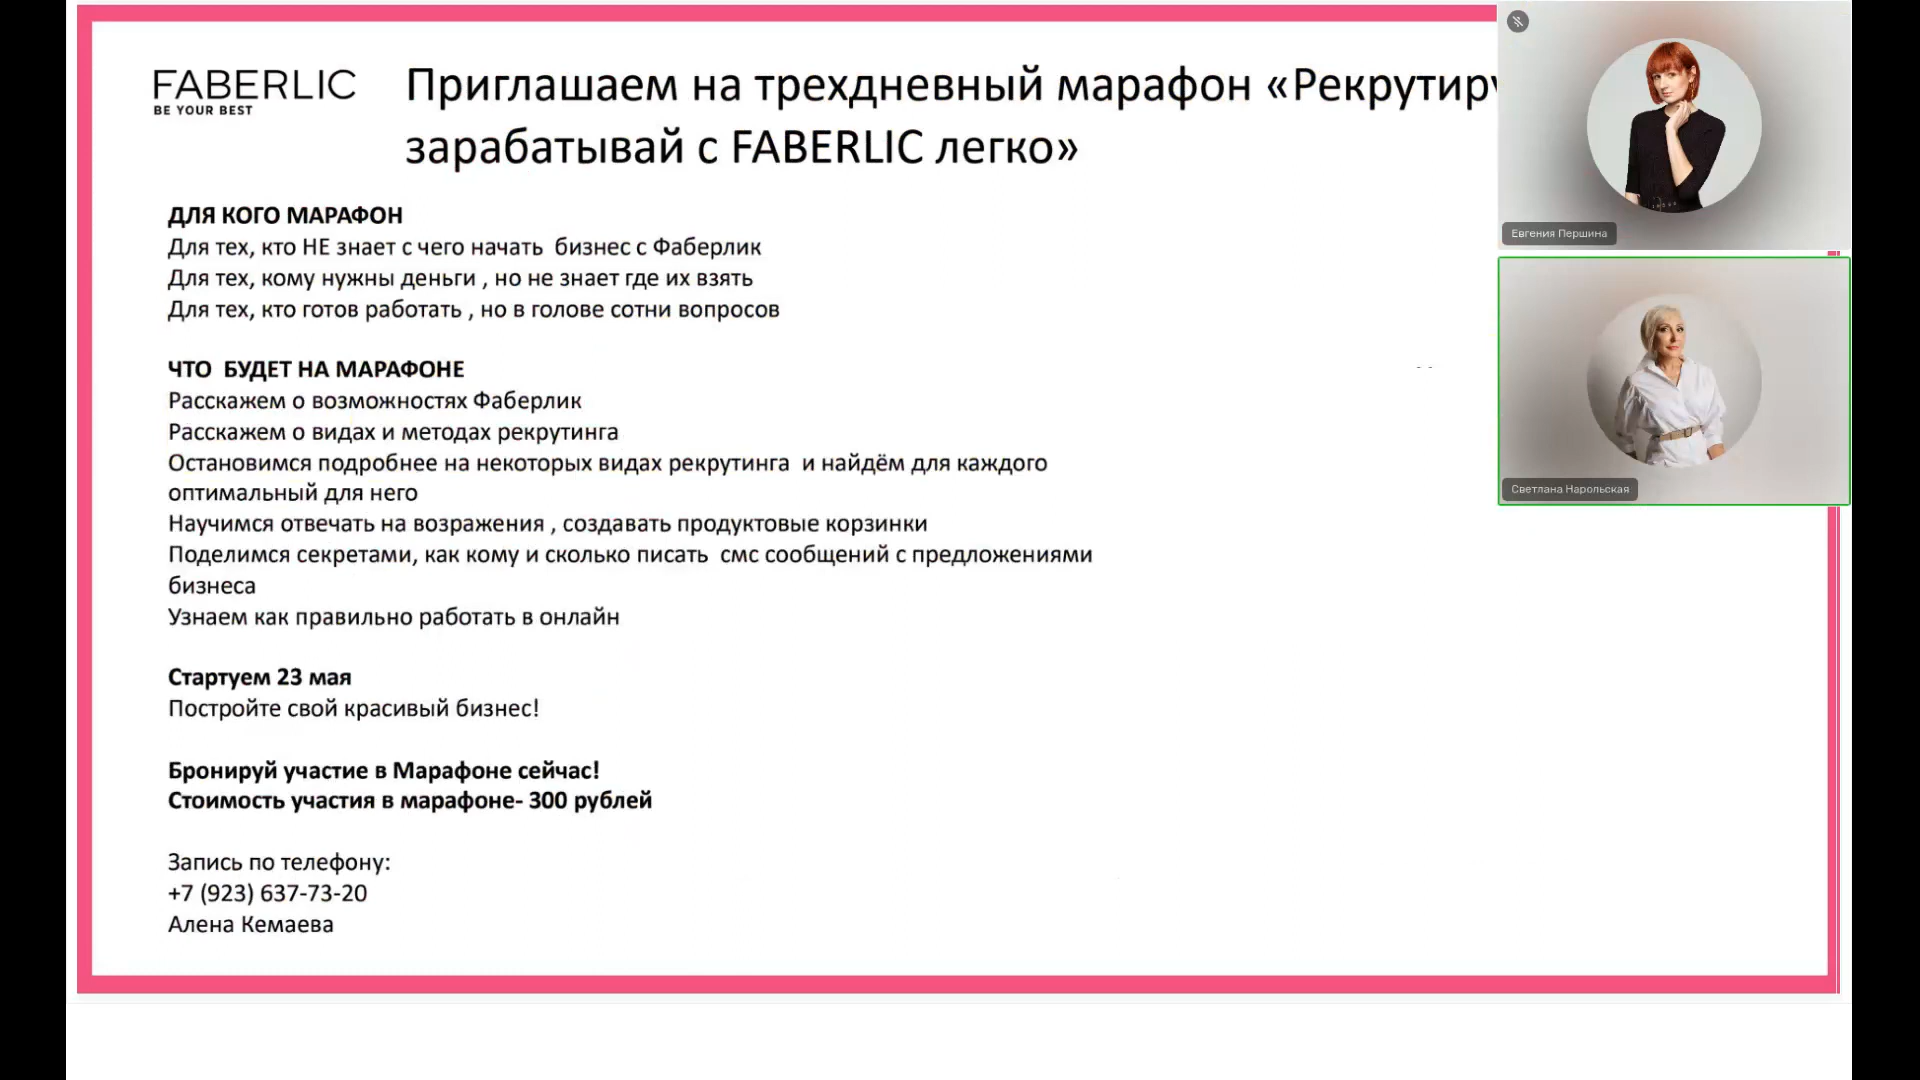 FABERLIC
BE YOUR BEST
Приглашаем на трехдневный марафон «Рекрутиру
зарабатывай с FABERLIC легко»
ДЛЯ КОГО МАРАФОН
Для тех, кто НЕ знает с чего начать  бизнес с Фаберлик
Для тех, кому нужны деньги , но не знает где их взять
Для тех, кто готов работать , но в голове сотни вопросов
ЧТО  БУДЕТ НА МАРАФОНЕ
Расскажем о возможностях Фаберлик
Расскажем о видах и методах рекрутинга
Остановимся подробнее на некоторых видах рекрутинга  и найдём для каждого
оптимальный для него
Научимся отвечать на возражения , создавать продуктовые корзинки
Поделимся секретами, как кому и сколько писать  смс сообщений с предложениями
бизнеса
Узнаем как правильно работать в онлайн
Стартуем 23 мая
Постройте свой красивый бизнес!
Бронируй участие в Марафоне сейчас!
Стоимость участия в марафоне- 300 рублей
Запись по телефону:
+7 (923) 637-73-20
Алена Кемаева
Евгения Першина
Светлана Нарольская